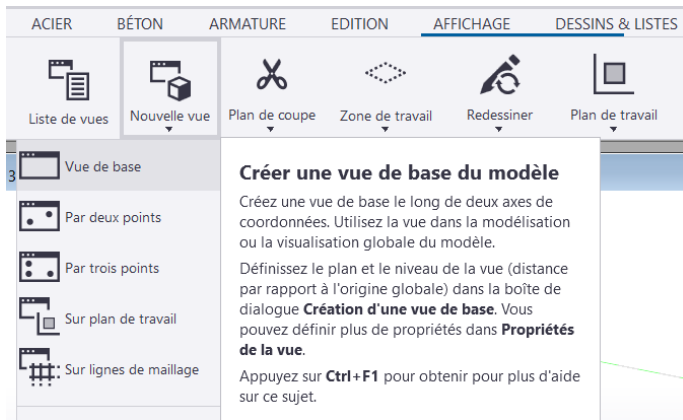 ACIER BÉTON ARMATURE EDITION AFFICHAGE DESSINS & LISTES
Liste de vues Nouvelle vue Plan de coupe Zone de travail Redessiner Plan de travail
3
Vue de base
Par deux points
Par trois points
Sur plan de travail
Sur lignes de maillage
Créer une vue de base du modèle
Créez une vue de base le long de deux axes de
coordonnées. Utilisez la vue dans la modélisation
ou la visualisation globale du modèle.
Définissez le plan et le niveau de la vue (distance
par rapport à l'origine globale) dans la boîte de
dialogue Création d'une vue de base. Vous
pouvez définir plus de propriétés dans Propriétés
de la vue.
Appuyez sur Ctrl+F1 pour obtenir pour plus d'aide
sur ce sujet.